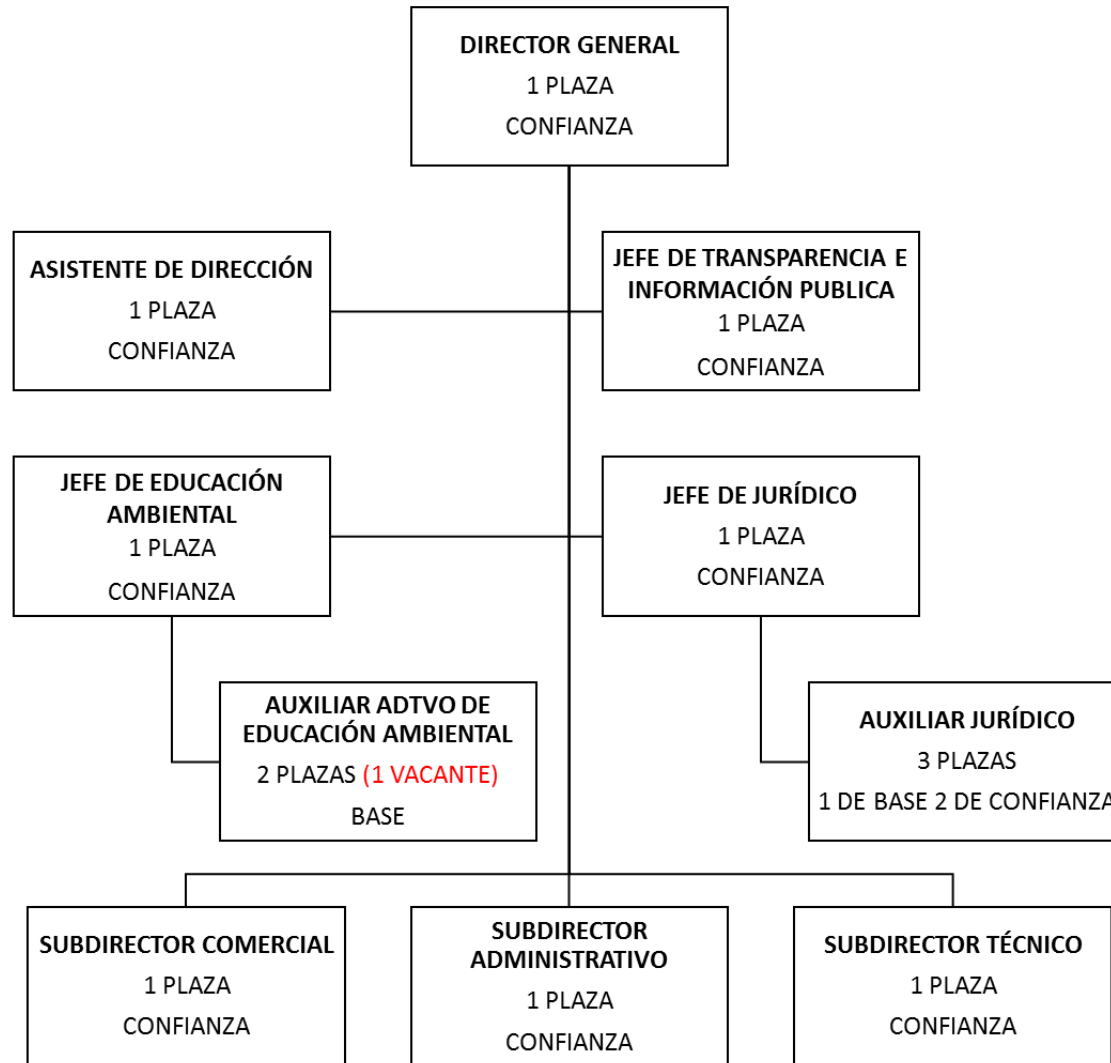 DIRECTOR GENERAL
1 PLAZA
CONFIANZA
ASISTENTE DE DIRECCIÓN
1 PLAZA
CONFIANZA
JEFE DE TRANSPARENCIA E
INFORMACIÓN PUBLICA
1 PLAZA
CONFIANZA
JEFE DE EDUCACIÓN
AMBIENTAL
1 PLAZA
CONFIANZA
JEFE DE JURÍDICO
1 PLAZA
CONFIANZA
AUXILIAR ADTVO DE
EDUCACIÓN AMBIENTAL
2 PLAZAS (1 VACANTE)
BASE
AUXILIAR JURÍDICO
3 PLAZAS
1 DE BASE 2 DE CONFIANZA
SUBDIRECTOR COMERCIAL
1 PLAZA
CONFIANZA
SUBDIRECTOR
ADMINISTRATIVO
1 PLAZA
CONFIANZA
SUBDIRECTOR TÉCNICO
1 PLAZA
CONFIANZA